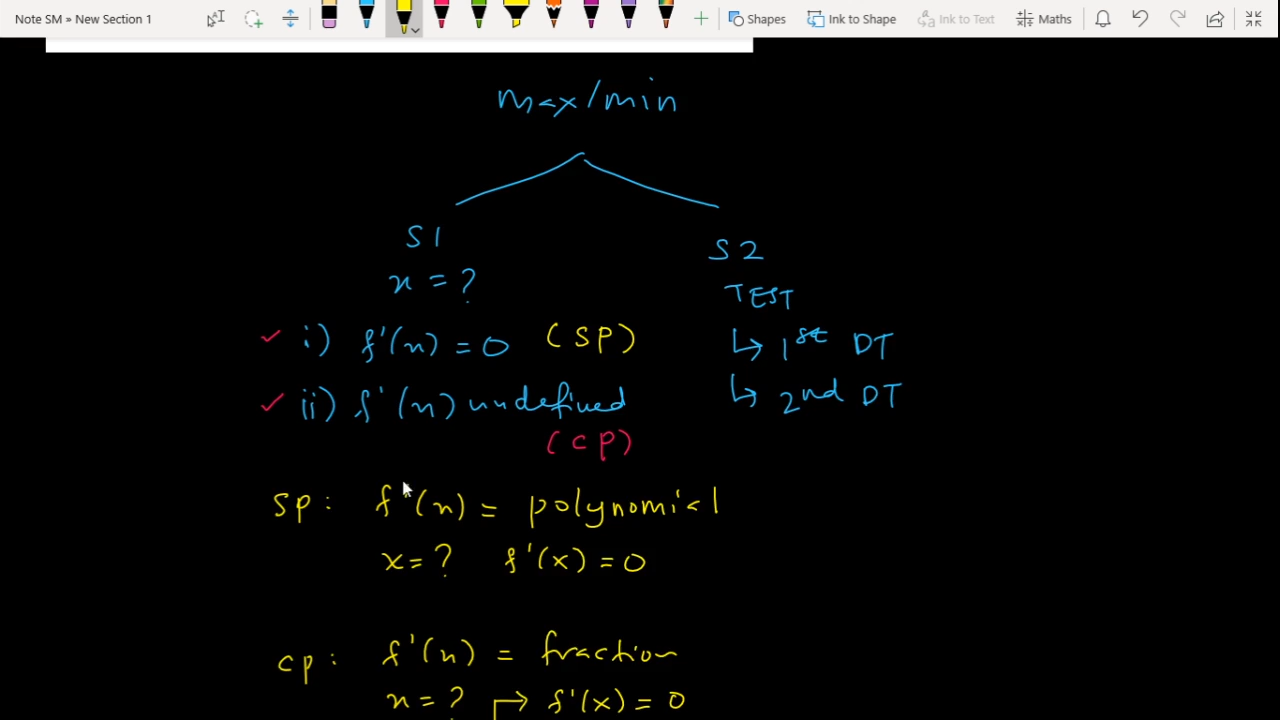 Note SM » New Section 1
Shapes
Ink to Shape
Ink to Text
Maths
max/min
S1
x = ?
i) f'(x) = 0 (SP)
ii) f'(x) undefined
(CP)
S2
TEST
↳ 1st DT
↳ 2nd DT
SP : f'(x) = polynomial
x = ? f'(x) = 0
CP : f'(x) = fraction
x = ? → f'(x) = 0